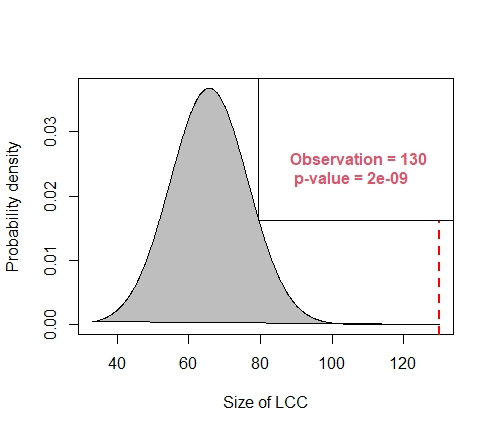 Probability density
0.03
0.02
0.01
0.00
Observation = 130
p-value = 2e-09
40 60 80 100 120
Size of LCC